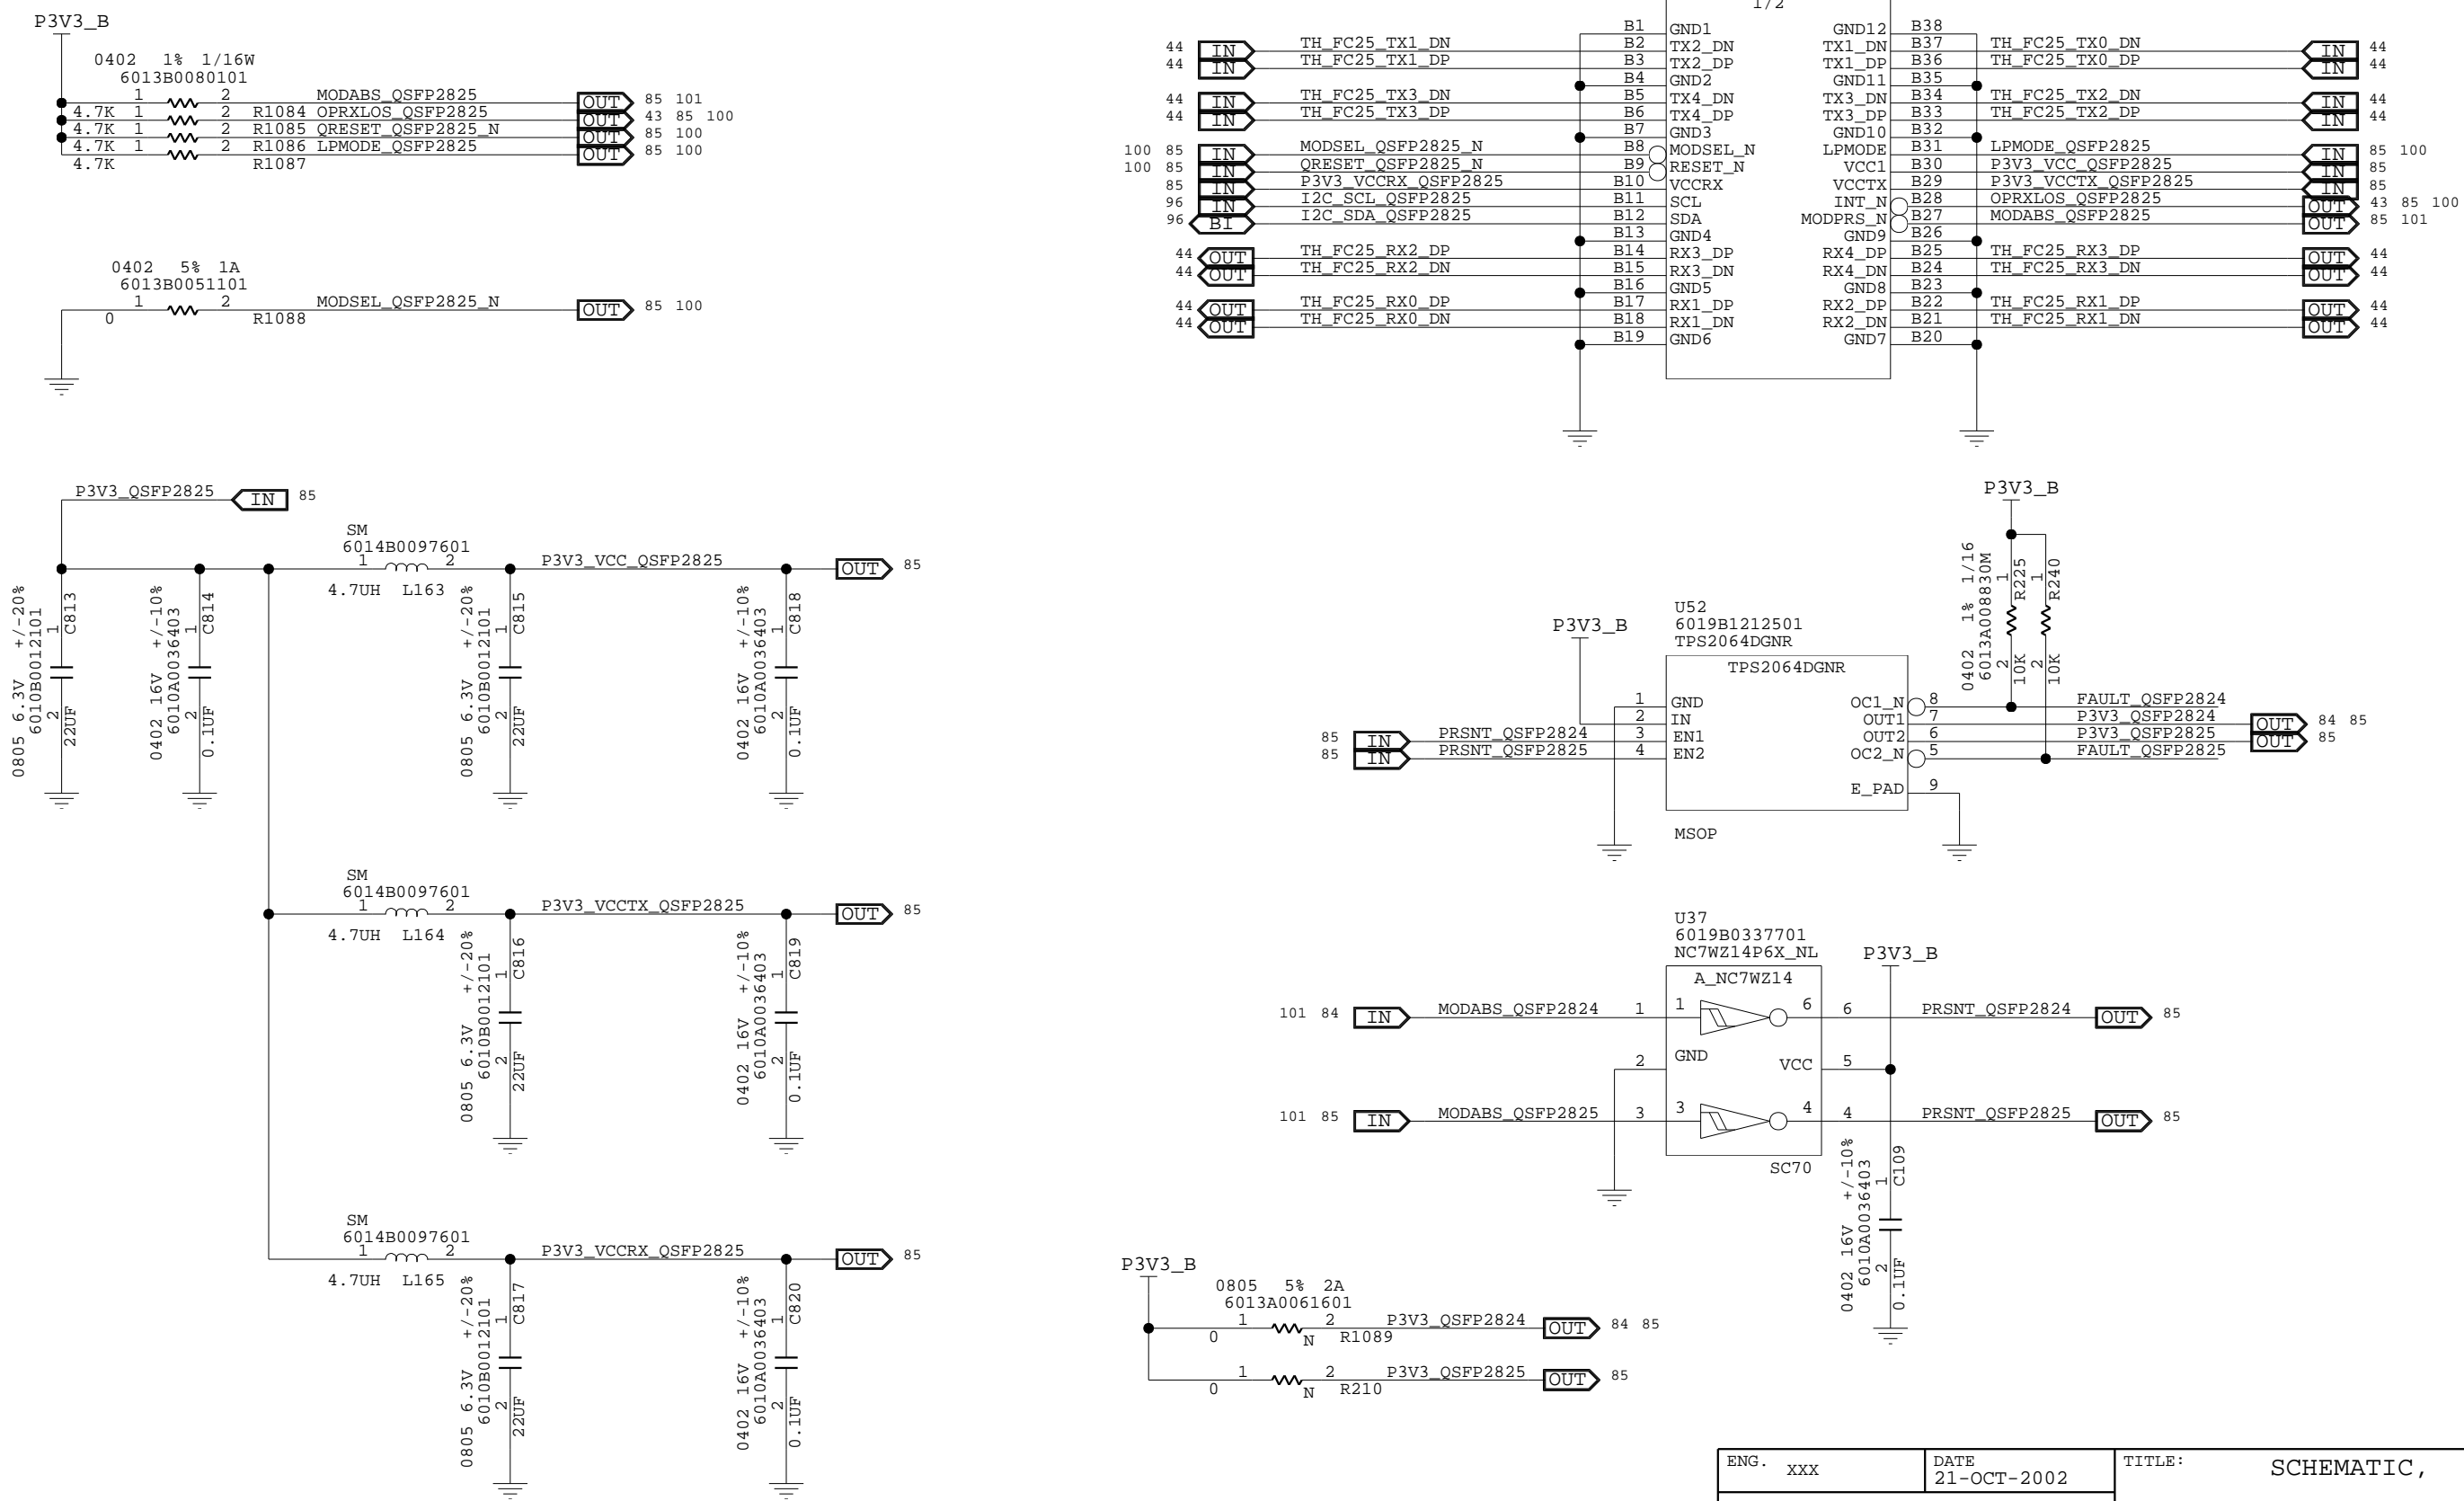 P3V3_B
0402 1% 1/16W
6013B0080101
1 2 MODABS_QSFP2825 OUT 85 101
4.7K 1 2 R1084 OPRXLOS_QSFP2825 OUT 43 85 100
4.7K 1 2 R1085 QRESET_QSFP2825_N OUT 85 100
4.7K 1 2 R1086 LPMODE_QSFP2825 OUT 85 100
4.7K R1087
0402 5% 1A
6013B0051101
1 2 MODSEL_QSFP2825_N OUT 85 100
0 R1088
1/2
B1 GND1 GND12 B38
44 IN TH_FC25_TX1_DN B2 TX2_DN TX1_DN B37 TH_FC25_TX0_DN IN 44
44 IN TH_FC25_TX1_DP B3 TX2_DP TX1_DP B36 TH_FC25_TX0_DP IN 44
B4 GND2 GND11 B35
44 IN TH_FC25_TX3_DN B5 TX4_DN TX3_DN B34 TH_FC25_TX2_DN IN 44
44 IN TH_FC25_TX3_DP B6 TX4_DP TX3_DP B33 TH_FC25_TX2_DP IN 44
B7 GND3 GND10 B32
100 85 IN MODSEL_QSFP2825_N B8 MODSEL_N LPMODE B31 LPMODE_QSFP2825 IN 85 100
100 85 IN QRESET_QSFP2825_N B9 RESET_N VCC1 B30 P3V3_VCC_QSFP2825 IN 85
85 IN P3V3_VCCRX_QSFP2825 B10 VCCRX VCCTX B29 P3V3_VCCTX_QSFP2825 IN 85
96 IN I2C_SCL_QSFP2825 B11 SCL INT_N B28 OPRXLOS_QSFP2825 OUT 43 85 100
96 BI I2C_SDA_QSFP2825 B12 SDA MODPRS_N B27 MODABS_QSFP2825 OUT 85 101
B13 GND4 GND9 B26
44 OUT TH_FC25_RX2_DP B14 RX3_DP RX4_DP B25 TH_FC25_RX3_DP OUT 44
44 OUT TH_FC25_RX2_DN B15 RX3_DN RX4_DN B24 TH_FC25_RX3_DN OUT 44
B16 GND5 GND8 B23
44 OUT TH_FC25_RX0_DP B17 RX1_DP RX2_DP B22 TH_FC25_RX1_DP OUT 44
44 OUT TH_FC25_RX0_DN B18 RX1_DN RX2_DN B21 TH_FC25_RX1_DN OUT 44
B19 GND6 GND7 B20
P3V3_QSFP2825 IN 85
SM
6014B0097601
1 2 P3V3_VCC_QSFP2825 OUT 85
4.7UH L163
0805 6.3V +/-20%
6010B0012101
2 1
22UF C813
0402 16V +/-10%
6010A0036403
2 1
0.1UF C814
0805 6.3V +/-20%
6010B0012101
2 1
22UF C815
0402 16V +/-10%
6010A0036403
2 1
0.1UF C818
SM
6014B0097601
1 2 P3V3_VCCTX_QSFP2825 OUT 85
4.7UH L164
0805 6.3V +/-20%
6010B0012101
2 1
22UF C816
0402 16V +/-10%
6010A0036403
2 1
0.1UF C819
SM
6014B0097601
1 2 P3V3_VCCRX_QSFP2825 OUT 85
4.7UH L165
0805 6.3V +/-20%
6010B0012101
2 1
22UF C817
0402 16V +/-10%
6010A0036403
2 1
0.1UF C820
P3V3_B
0402 1% 1/16
6013A008830M
2 1
10K R225
2 1
10K R240
U52
6019B1212501
TPS2064DGNR
P3V3_B
TPS2064DGNR
1 GND OC1_N 8 FAULT_QSFP2824
2 IN OUT1 7 P3V3_QSFP2824 OUT 84 85
85 IN PRSNT_QSFP2824 3 EN1 OUT2 6 P3V3_QSFP2825 OUT 85
85 IN PRSNT_QSFP2825 4 EN2 OC2_N 5 FAULT_QSFP2825
E_PAD 9
MSOP
U37
6019B0337701
NC7WZ14P6X_NL P3V3_B
A_NC7WZ14
101 84 IN MODABS_QSFP2824 1 1 6 6 PRSNT_QSFP2824 OUT 85
2 GND VCC 5
101 85 IN MODABS_QSFP2825 3 3 4 4 PRSNT_QSFP2825 OUT 85
SC70
0402 16V +/-10%
6010A0036403
2 1
0.1UF C109
P3V3_B
0805 5% 2A
6013A0061601
1 2 P3V3_QSFP2824 OUT 84 85
0 N R1089
1 2 P3V3_QSFP2825 OUT 85
0 N R210
ENG. XXX DATE 21-OCT-2002 TITLE: SCHEMATIC,